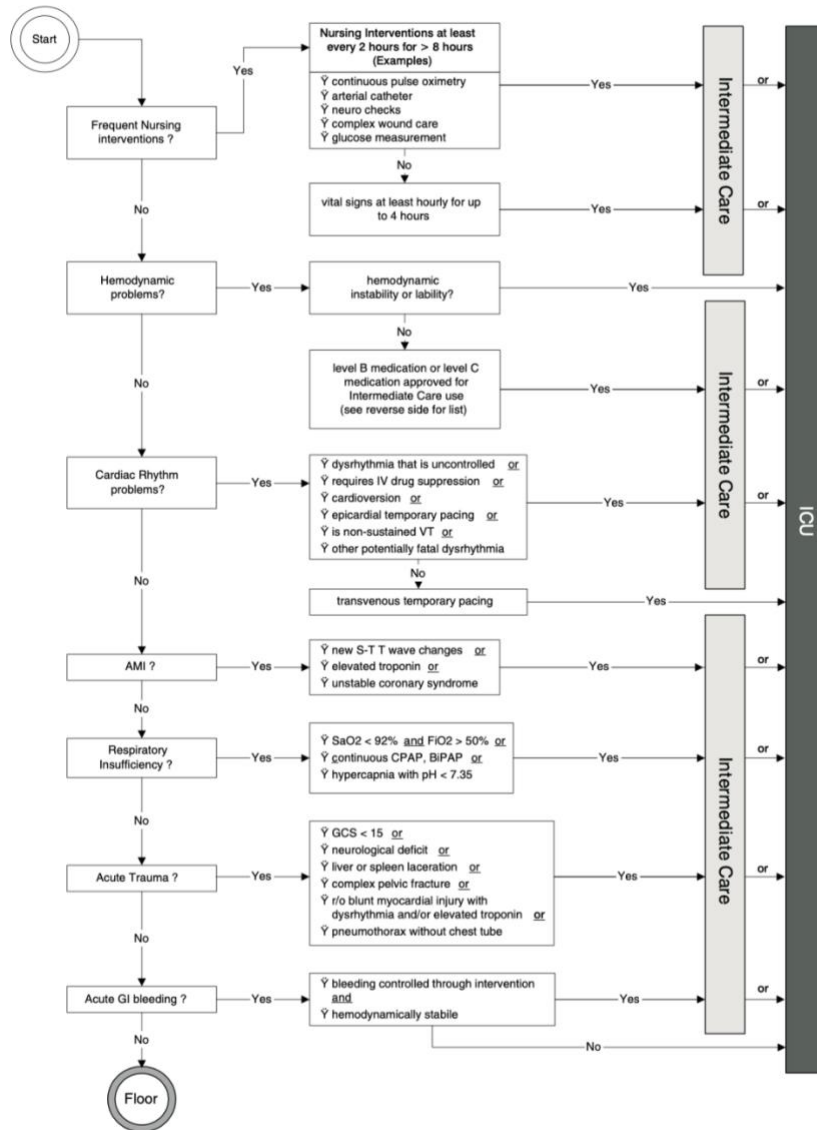 Start
Nursing Interventions at least
every 2 hours for > 8 hours
(Examples)
Ÿ continuous pulse oximetry
Ÿ arterial catheter
Ÿ neuro checks
Ÿ complex wound care
Ÿ glucose measurement
Yes
Yes
or
Frequent Nursing
interventions ?
No
vital signs at least hourly for up
to 4 hours
Yes
or
Intermediate Care
No
Hemodynamic
problems?
Yes
hemodynamic
instability or lability?
Yes
No
level B medication or level C
medication approved for
Intermediate Care use
(see reverse side for list)
Yes
or
No
Cardiac Rhythm
problems?
Yes
Ÿ dysrhythmia that is uncontrolled or
Ÿ requires IV drug suppression or
Ÿ cardioversion or
Ÿ epicardial temporary pacing or
Ÿ is non-sustained VT or
Ÿ other potentially fatal dysrhythmia
Yes
or
Intermediate Care
ICU
No
No
transvenous temporary pacing
Yes
AMI ?
Yes
Ÿ new S-T T wave changes or
Ÿ elevated troponin or
Ÿ unstable coronary syndrome
Yes
or
No
Respiratory
Insufficiency ?
Yes
Ÿ SaO2 < 92% and FiO2 > 50% or
Ÿ continuous CPAP, BiPAP or
Ÿ hypercapnia with pH < 7.35
Yes
or
Intermediate Care
No
Acute Trauma ?
Yes
Ÿ GCS < 15 or
Ÿ neurological deficit or
Ÿ liver or spleen laceration or
Ÿ complex pelvic fracture or
Ÿ r/o blunt myocardial injury with
dysrhythmia and/or elevated troponin or
Ÿ pneumothorax without chest tube
Yes
or
No
Acute GI bleeding ?
Yes
Ÿ bleeding controlled through intervention
and
Ÿ hemodynamically stabile
Yes
or
No
No
Floor